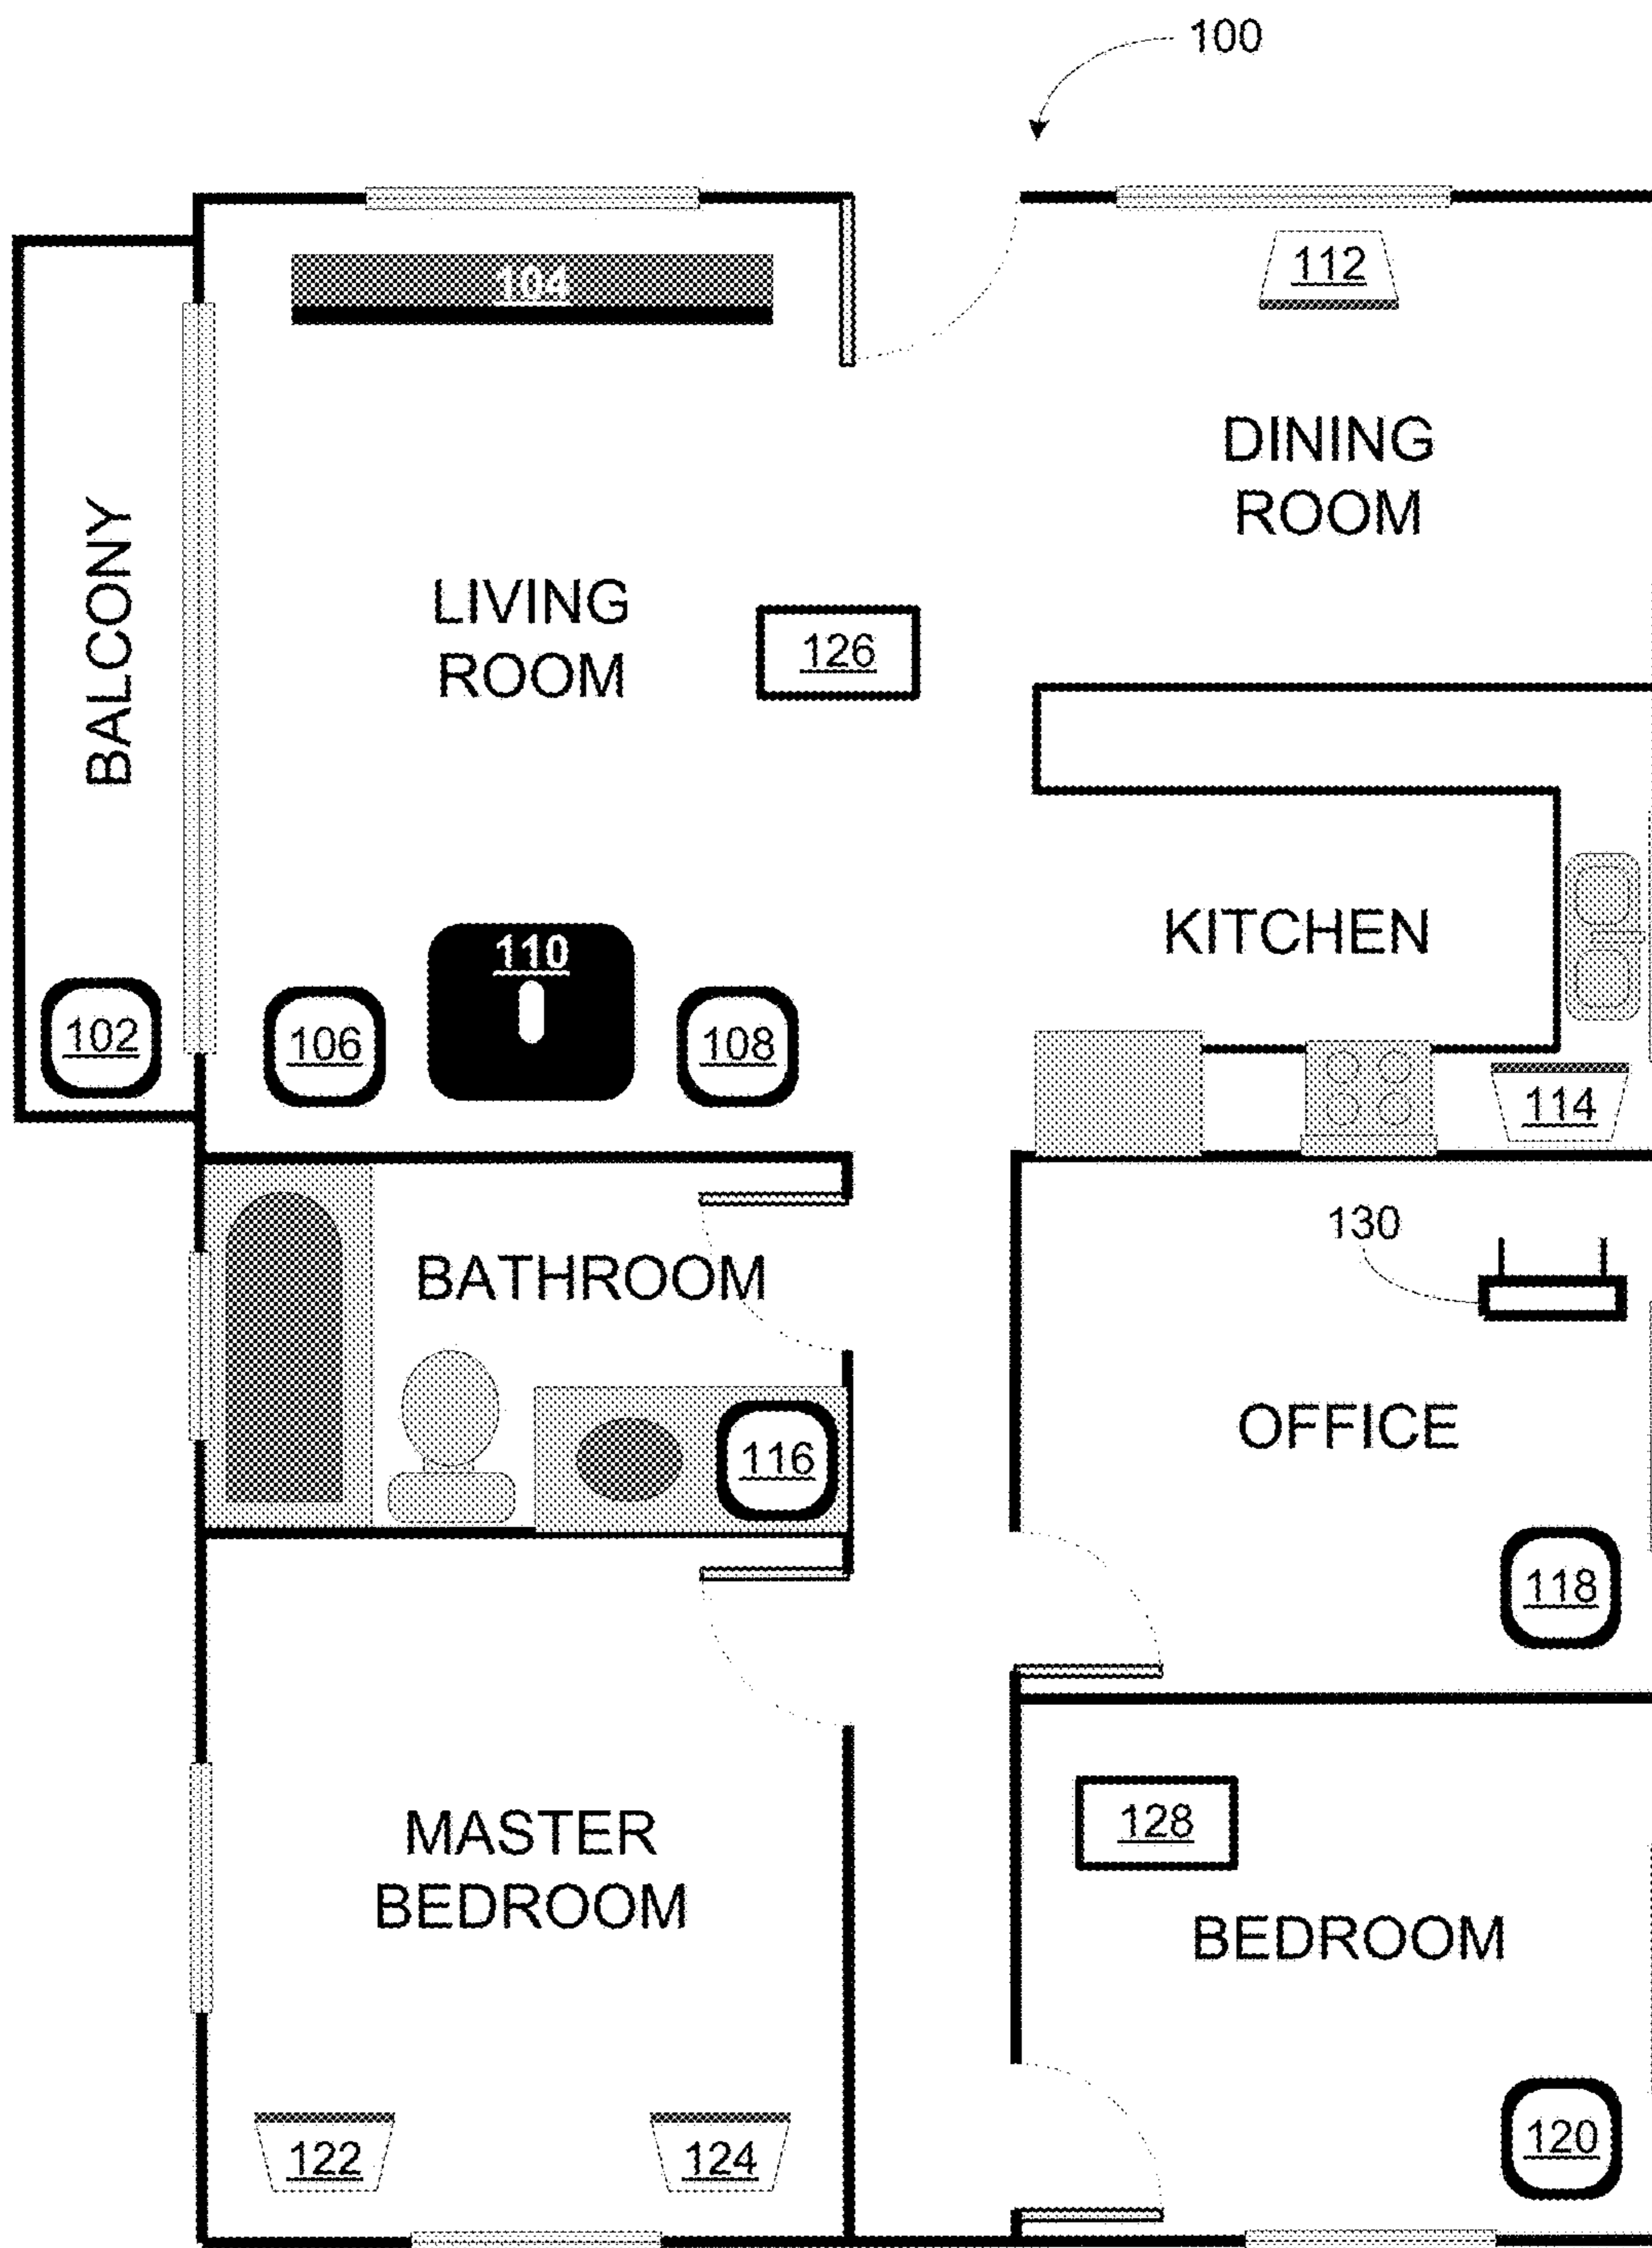 100
104
112
DINING
ROOM
BALCONY
LIVING
ROOM
126
110
KITCHEN
102
106
108
114
130
BATHROOM
OFFICE
116
118
MASTER
BEDROOM
128
BEDROOM
122
124
120